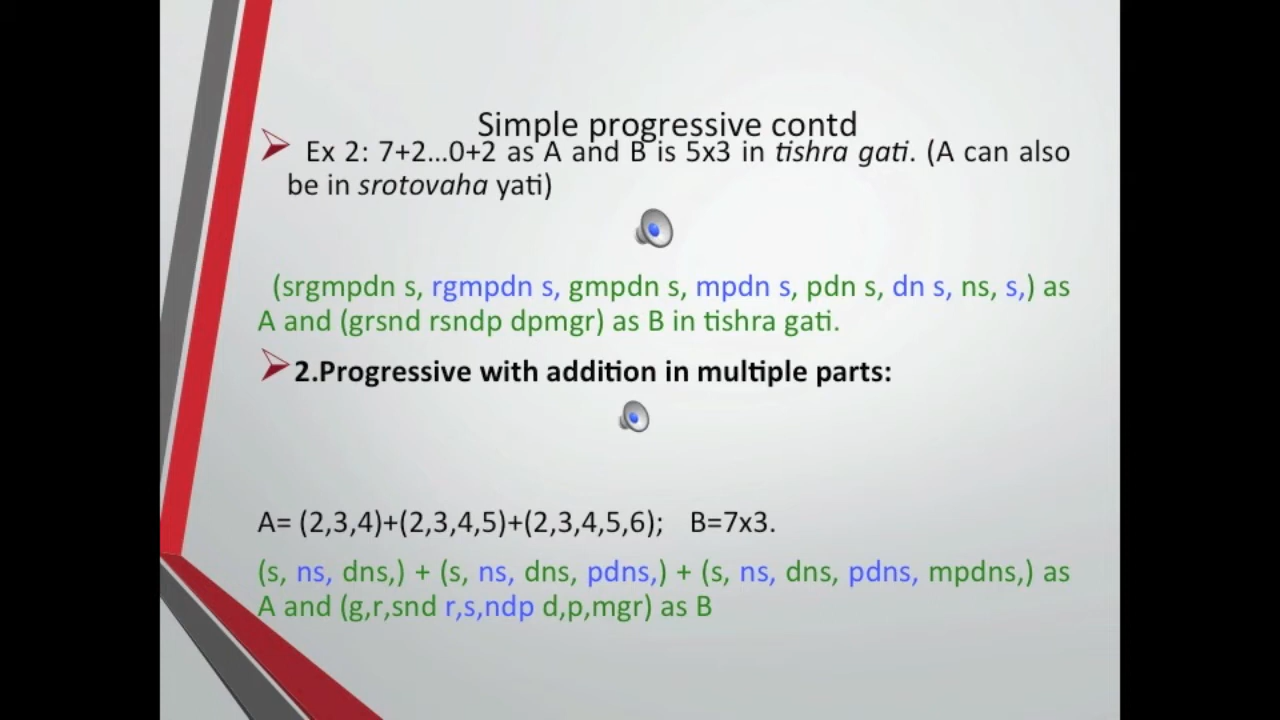 Simple progressive contd
Ex 2: 7+2...0+2 as A and B is 5x3 in tishra gati. (A can also
be in srotovaha yati)
(srgmpdn s, rgmpdn s, gmpdn s, mpdn s, pdn s, dn s, ns, s,) as
A and (grsnd rsndp dpmgr) as B in tishra gati.
2.Progressive with addition in multiple parts:
A= (2,3,4)+(2,3,4,5)+(2,3,4,5,6); B=7x3.
(s, ns, dns,) + (s, ns, dns, pdns,) + (s, ns, dns, pdns, mpdns,) as
A and (g,r,snd r,s,ndp d,p,mgr) as B